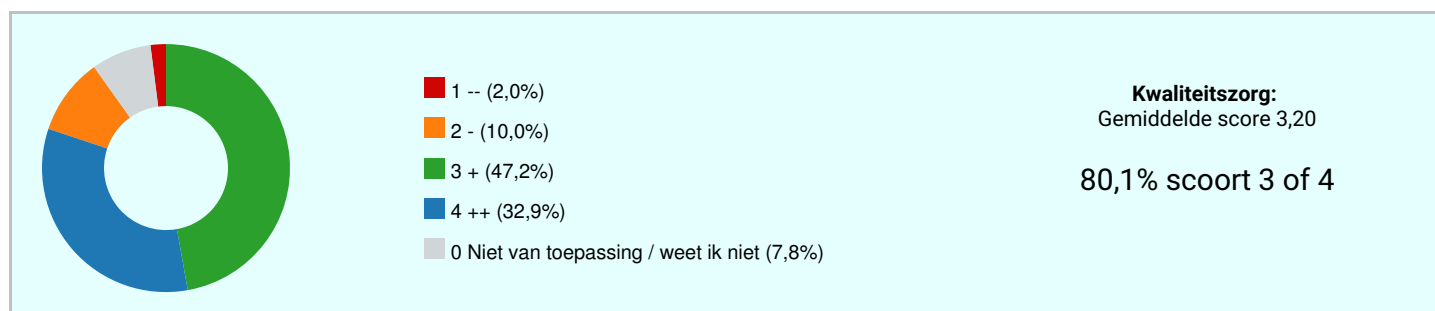 1 -- (2,0%)
2 - (10,0%)
3 + (47,2%)
4 ++ (32,9%)
0 Niet van toepassing / weet ik niet (7,8%)
Kwaliteitszorg:
Gemiddelde score 3,20
80,1% scoort 3 of 4